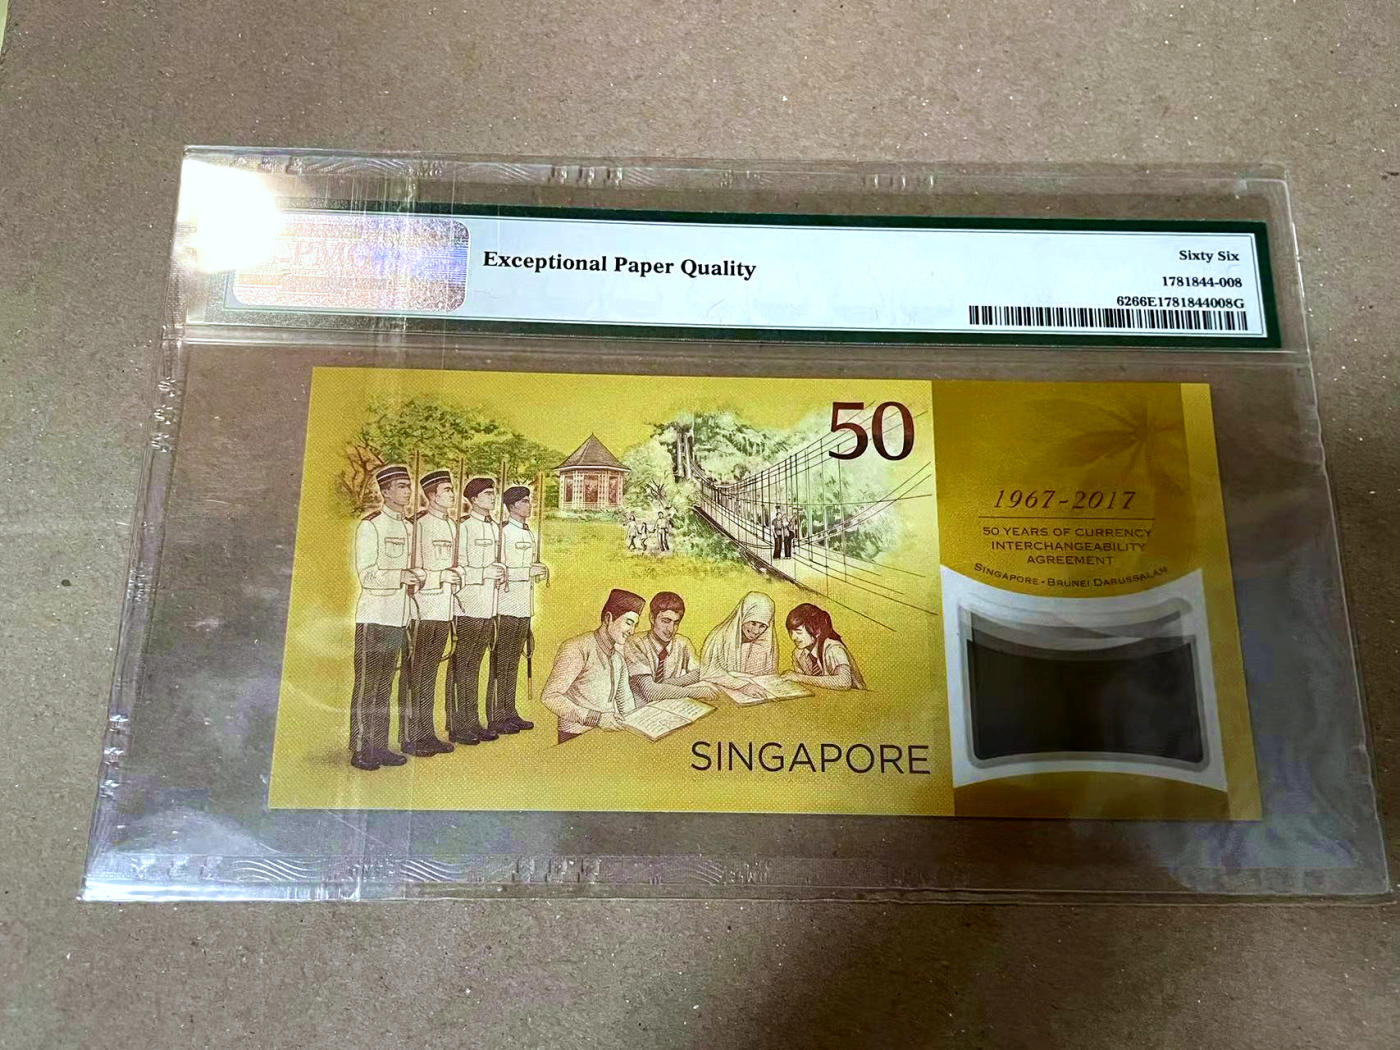 PMG
Exceptional Paper Quality
Sixty Six
1781844-008
6266E1781844008G
50
1967-2017
50 YEARS OF CURRENCY
INTERCHANGEABILITY
AGREEMENT
SINGAPORE • BRUNEI DARUSSALAM
SINGAPORE